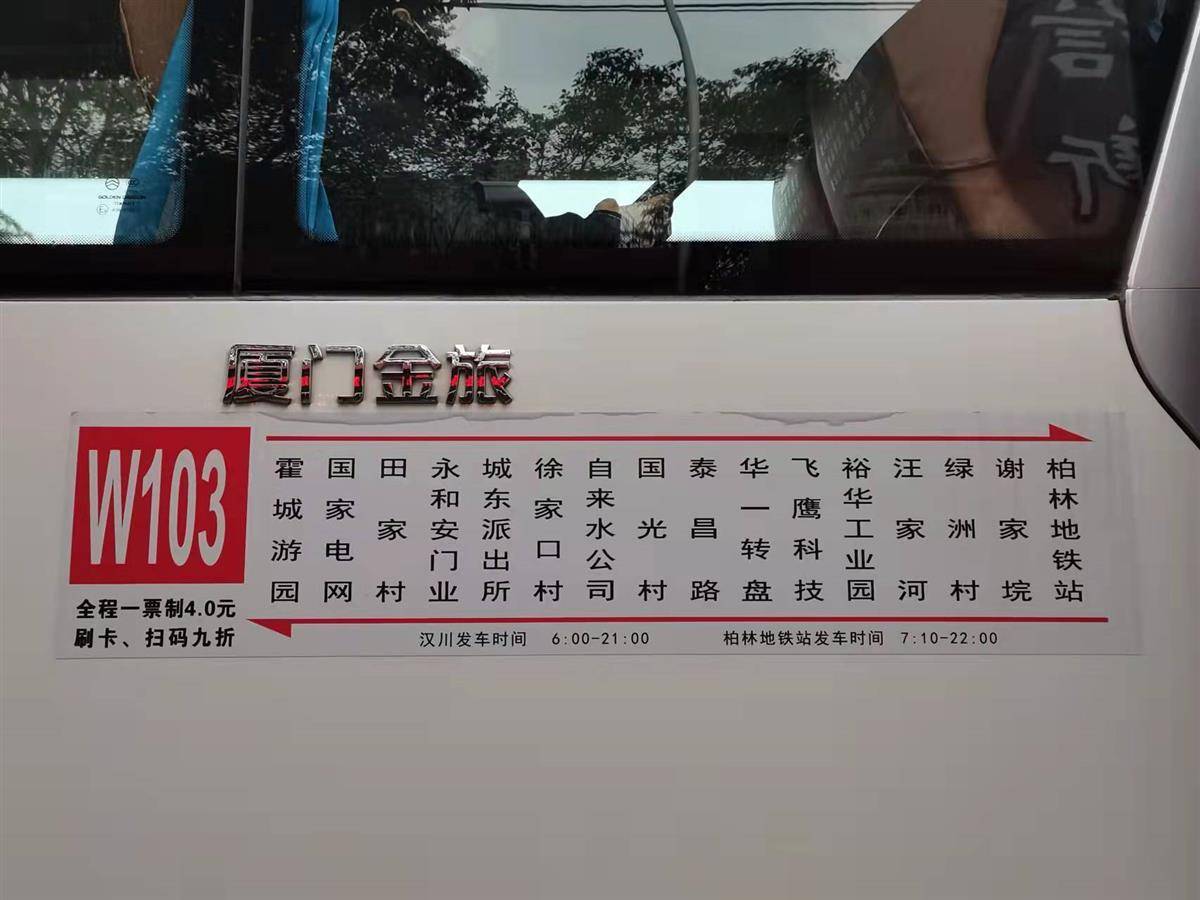 信
新
GOLDEN DRAGON
厦门金旅
W103
全程一票制4.0元
刷卡、扫码九折
霍城游园
国家电网
田家村
永和安门业
城东派出所
徐家口村
自来水公司
国光村
泰昌路
华一转盘
飞鹰科技
裕华工业园
汪家河
绿洲村
谢家垸
柏林地铁站
汉川发车时间 6:00-21:00
柏林地铁站发车时间 7:10-22:00